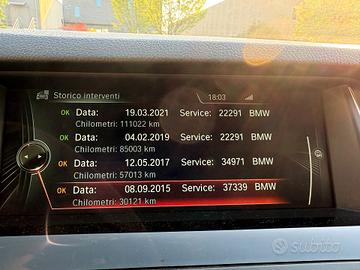 Storico interventi
18:03
OK Data: 19.03.2021 Service: 22291 BMW
Chilometri: 111022 km
OK Data: 04.02.2019 Service: 22291 BMW
Chilometri: 85003 km
OK Data: 12.05.2017 Service: 34971 BMW
Chilometri: 57013 km
OK Data: 08.09.2015 Service: 37339 BMW
Chilometri: 30121 km
subito